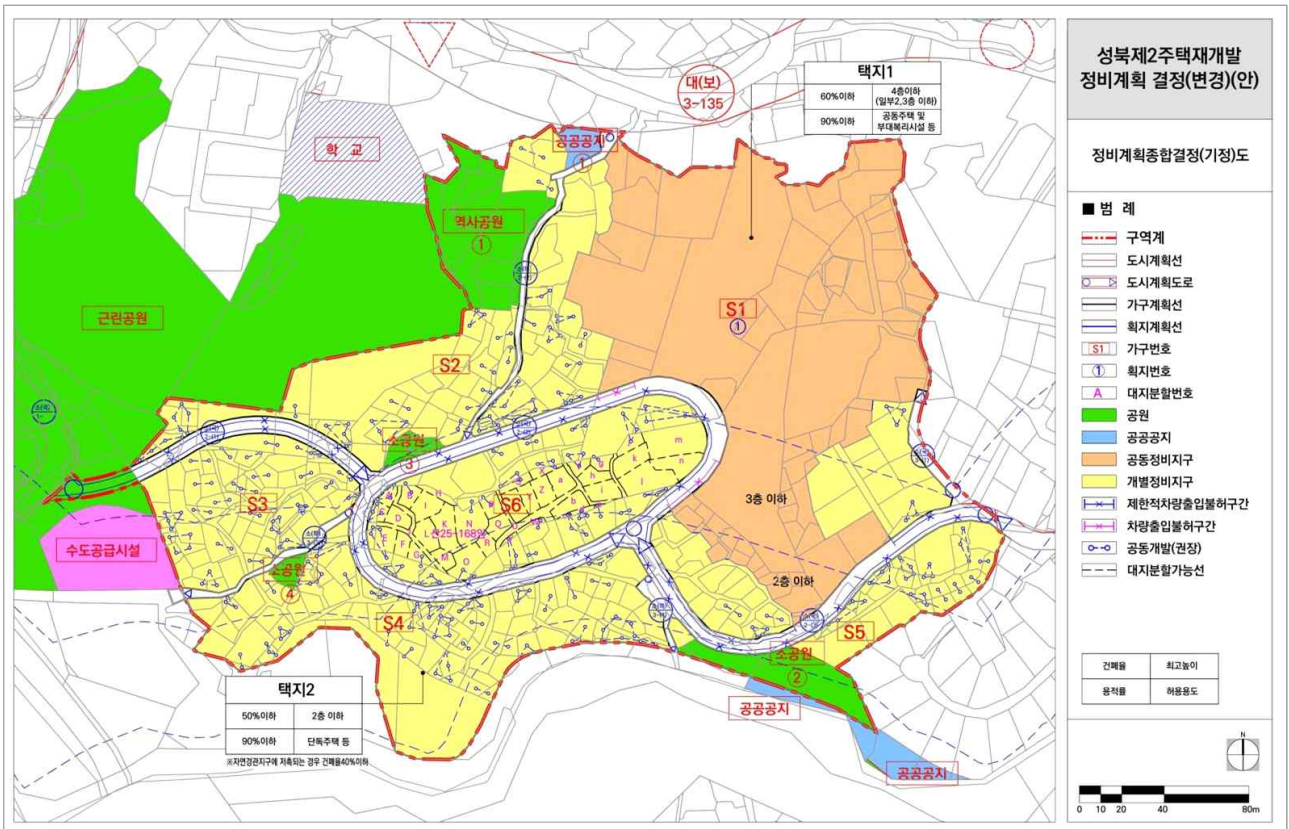 성북제2주택재개발
정비계획 결정(변경)(안)
정비계획종합결정(기정)도
■ 범 례
구역계
도시계획선
도시계획도로
가구계획선
획지계획선
S1 가구번호
① 획지번호
A 대지분할번호
공원
공공공지
공동정비지구
개별정비지구
제한적차량출입불허구간
차량출입불허구간
공동개발(권장)
대지분할가능선
건폐율 최고높이
용적률 허용용도
N
0 10 20 40 80m
대(보)
3-135
택지1
60%이하 4층이하
(일부2,3층 이하)
90%이하 공동주택 및
부대복리시설 등
학 교
공공공지
①
역사공원
①
근린공원
S1
①
S2
소공원
③
S3
S6
산25-168외
3층 이하
수도공급시설
소공원
④
2층 이하
S4
S5
소공원
②
택지2
50%이하 2층 이하
90%이하 단독주택 등
※자연경관지구에 저촉되는 경우 건폐율40%이하
공공공지
공공공지